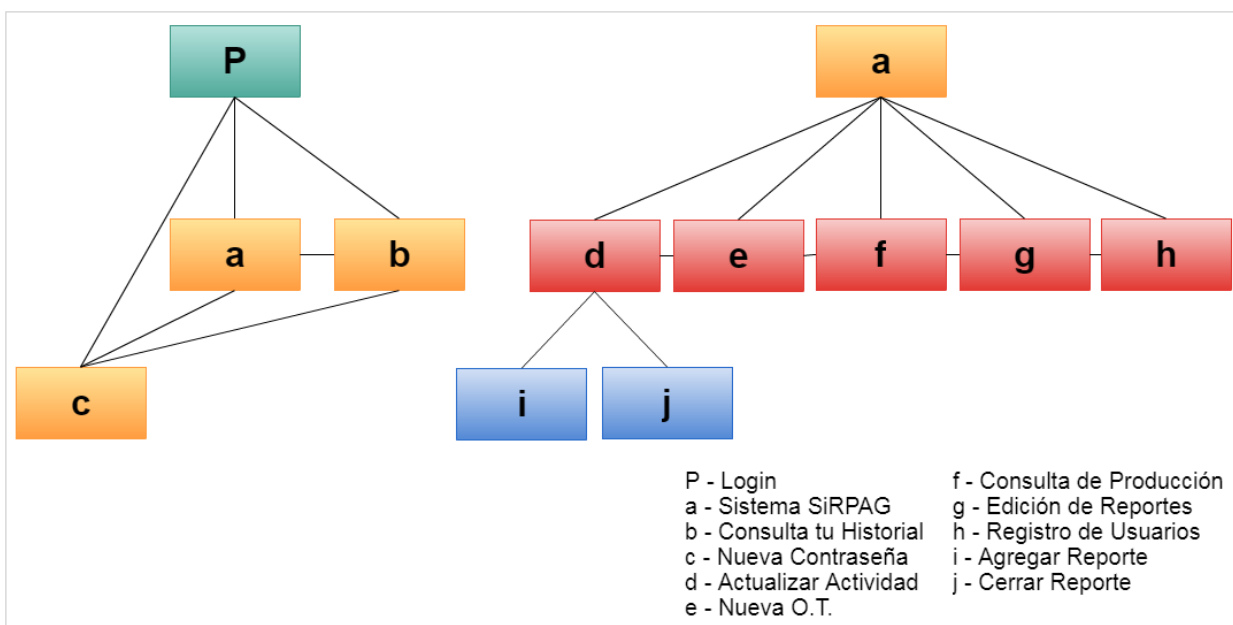 P
a
a
b
d
e
f
g
h
c
i
j
P - Login
a - Sistema SiRPAG
b - Consulta tu Historial
c - Nueva Contraseña
d - Actualizar Actividad
e - Nueva O.T.
f - Consulta de Producción
g - Edición de Reportes
h - Registro de Usuarios
i - Agregar Reporte
j - Cerrar Reporte